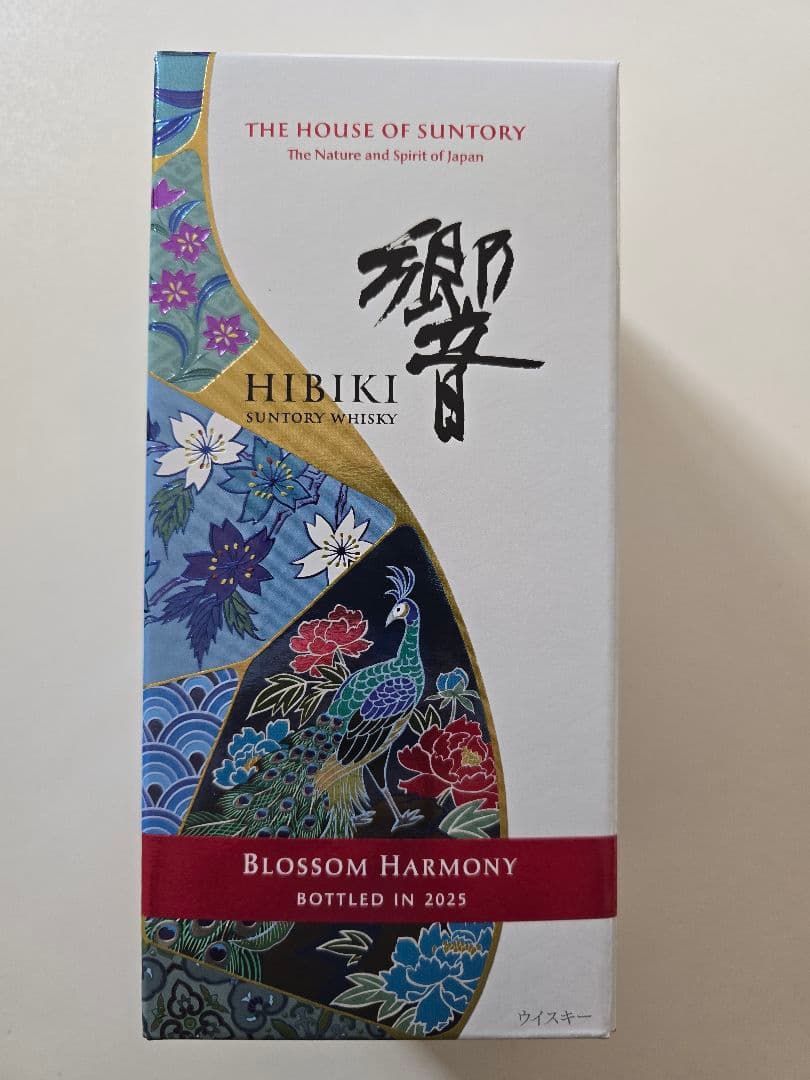 THE HOUSE OF SUNTORY
The Nature and Spirit of Japan
響
HIBIKI
SUNTORY WHISKY
BLOSSOM HARMONY
BOTTLED IN 2025
ウイスキー